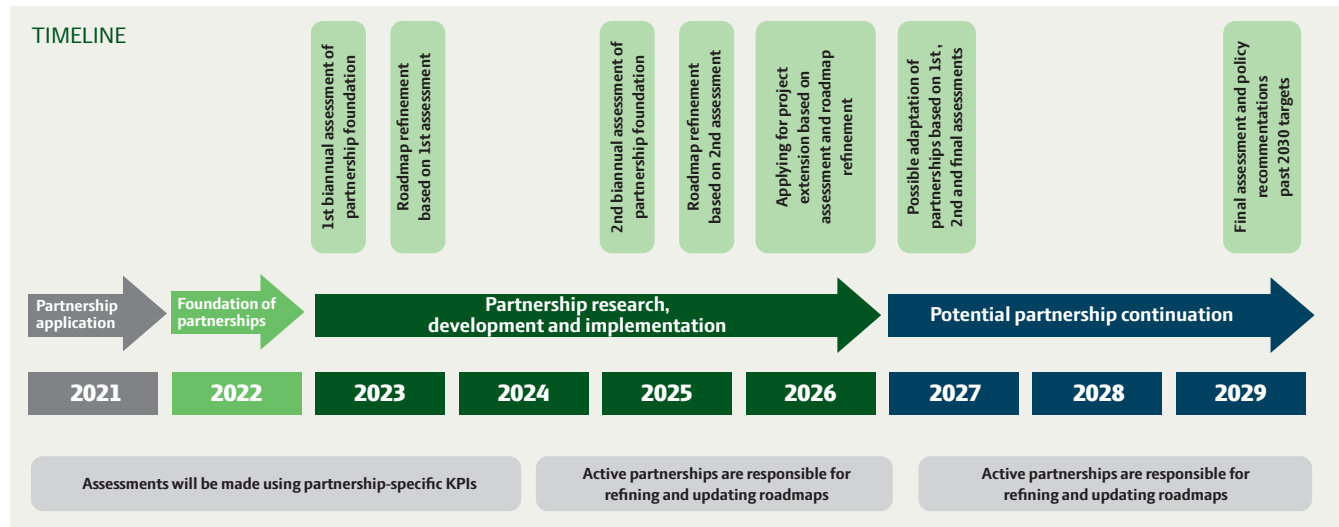 TIMELINE
1st biannual assessment of
partnership foundation
Roadmap refinement
based on 1st assessment
2nd biannual assessment of
partnership foundation
Roadmap refinement
based on 2nd assessment
Applying for project
extension based on
assessment and roadmap
refinement
Possible adaptation of
partnerships based on 1st,
2nd and final assessments
Final assessment and policy
recommendations
past 2030 targets
Partnership
application
Foundation of
partnerships
Partnership research,
development and implementation
Potential partnership continuation
2021
2022
2023
2024
2025
2026
2027
2028
2029
Assessments will be made using partnership-specific KPIs
Active partnerships are responsible for
refining and updating roadmaps
Active partnerships are responsible for
refining and updating roadmaps